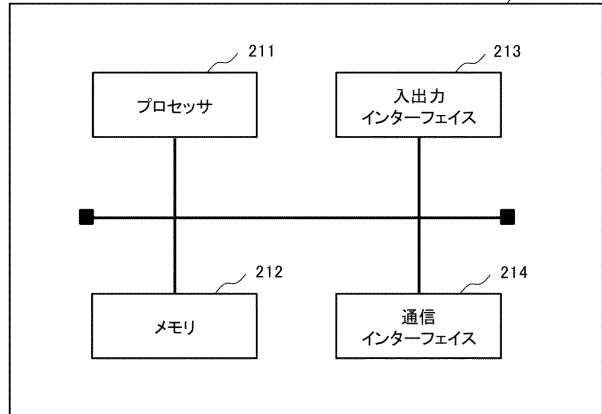 211
プロセッサ
213
入出力
インターフェイス
212
メモリ
214
通信
インターフェイス